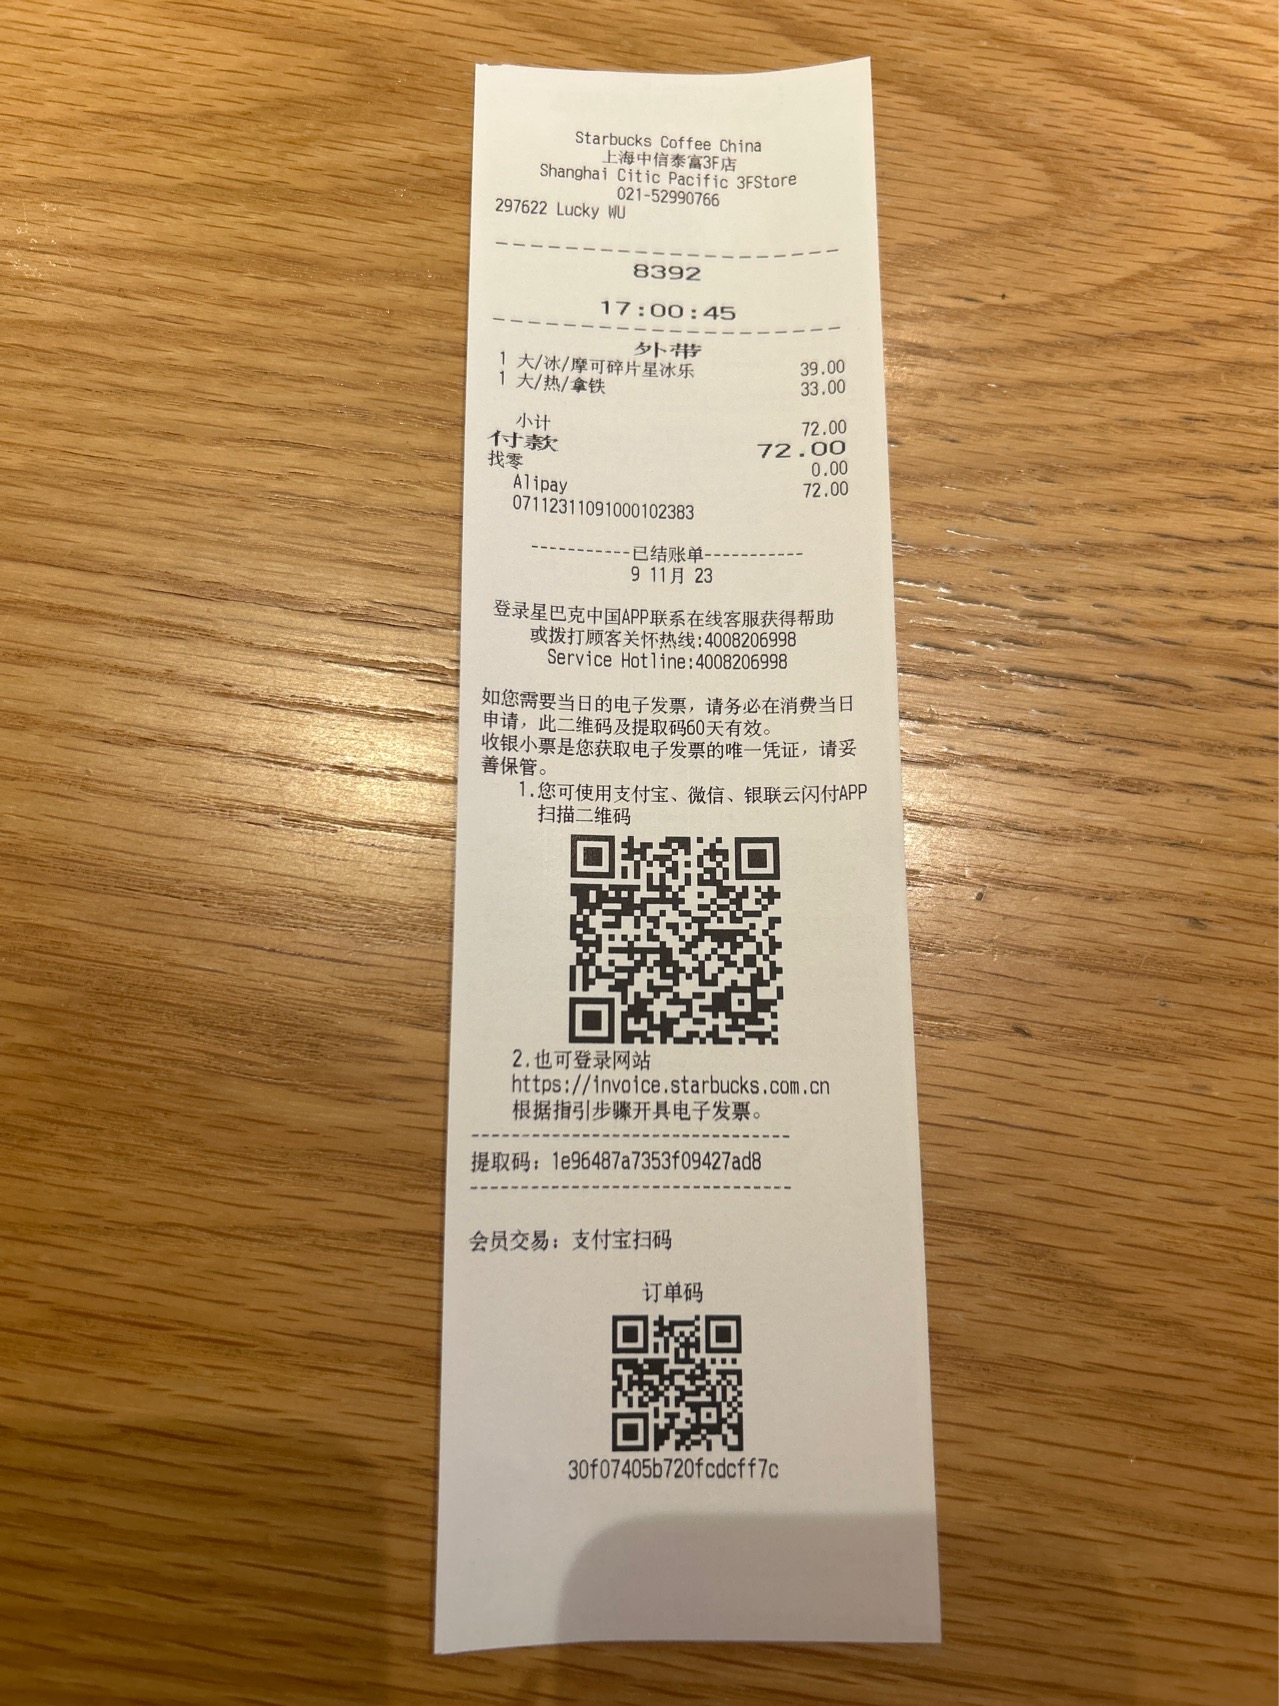 Starbucks Coffee China
上海中信泰富3F店
Shanghai Citic Pacific 3FStore
021-52990766
297622 Lucky WU
8392
17:00:45
外带
1 大/冰/摩可碎片星冰乐 39.00
1 大/热/拿铁 33.00
小计 72.00
付款 72.00
找零 0.00
Alipay 72.00
071123110910001​02383
-----------已结账单-----------
9 11月 23
登录星巴克中国APP联系在线客服获得帮助
或拨打顾客关怀热线:4008206998
Service Hotline:4008206998
如您需要当日的电子发票，请务必在消费当日
申请，此二维码及提取码60天有效。
收银小票是您获取电子发票的唯一凭证，请妥
善保管。
1.您可使用支付宝、微信、银联云闪付APP
扫描二维码
2.也可登录网站
https://invoice.starbucks.com.cn
根据指引步骤开具电子发票。
提取码：1e96487a7353f09427ad8
会员交易：支付宝扫码
订单码
30f07405b720fcdcff7c